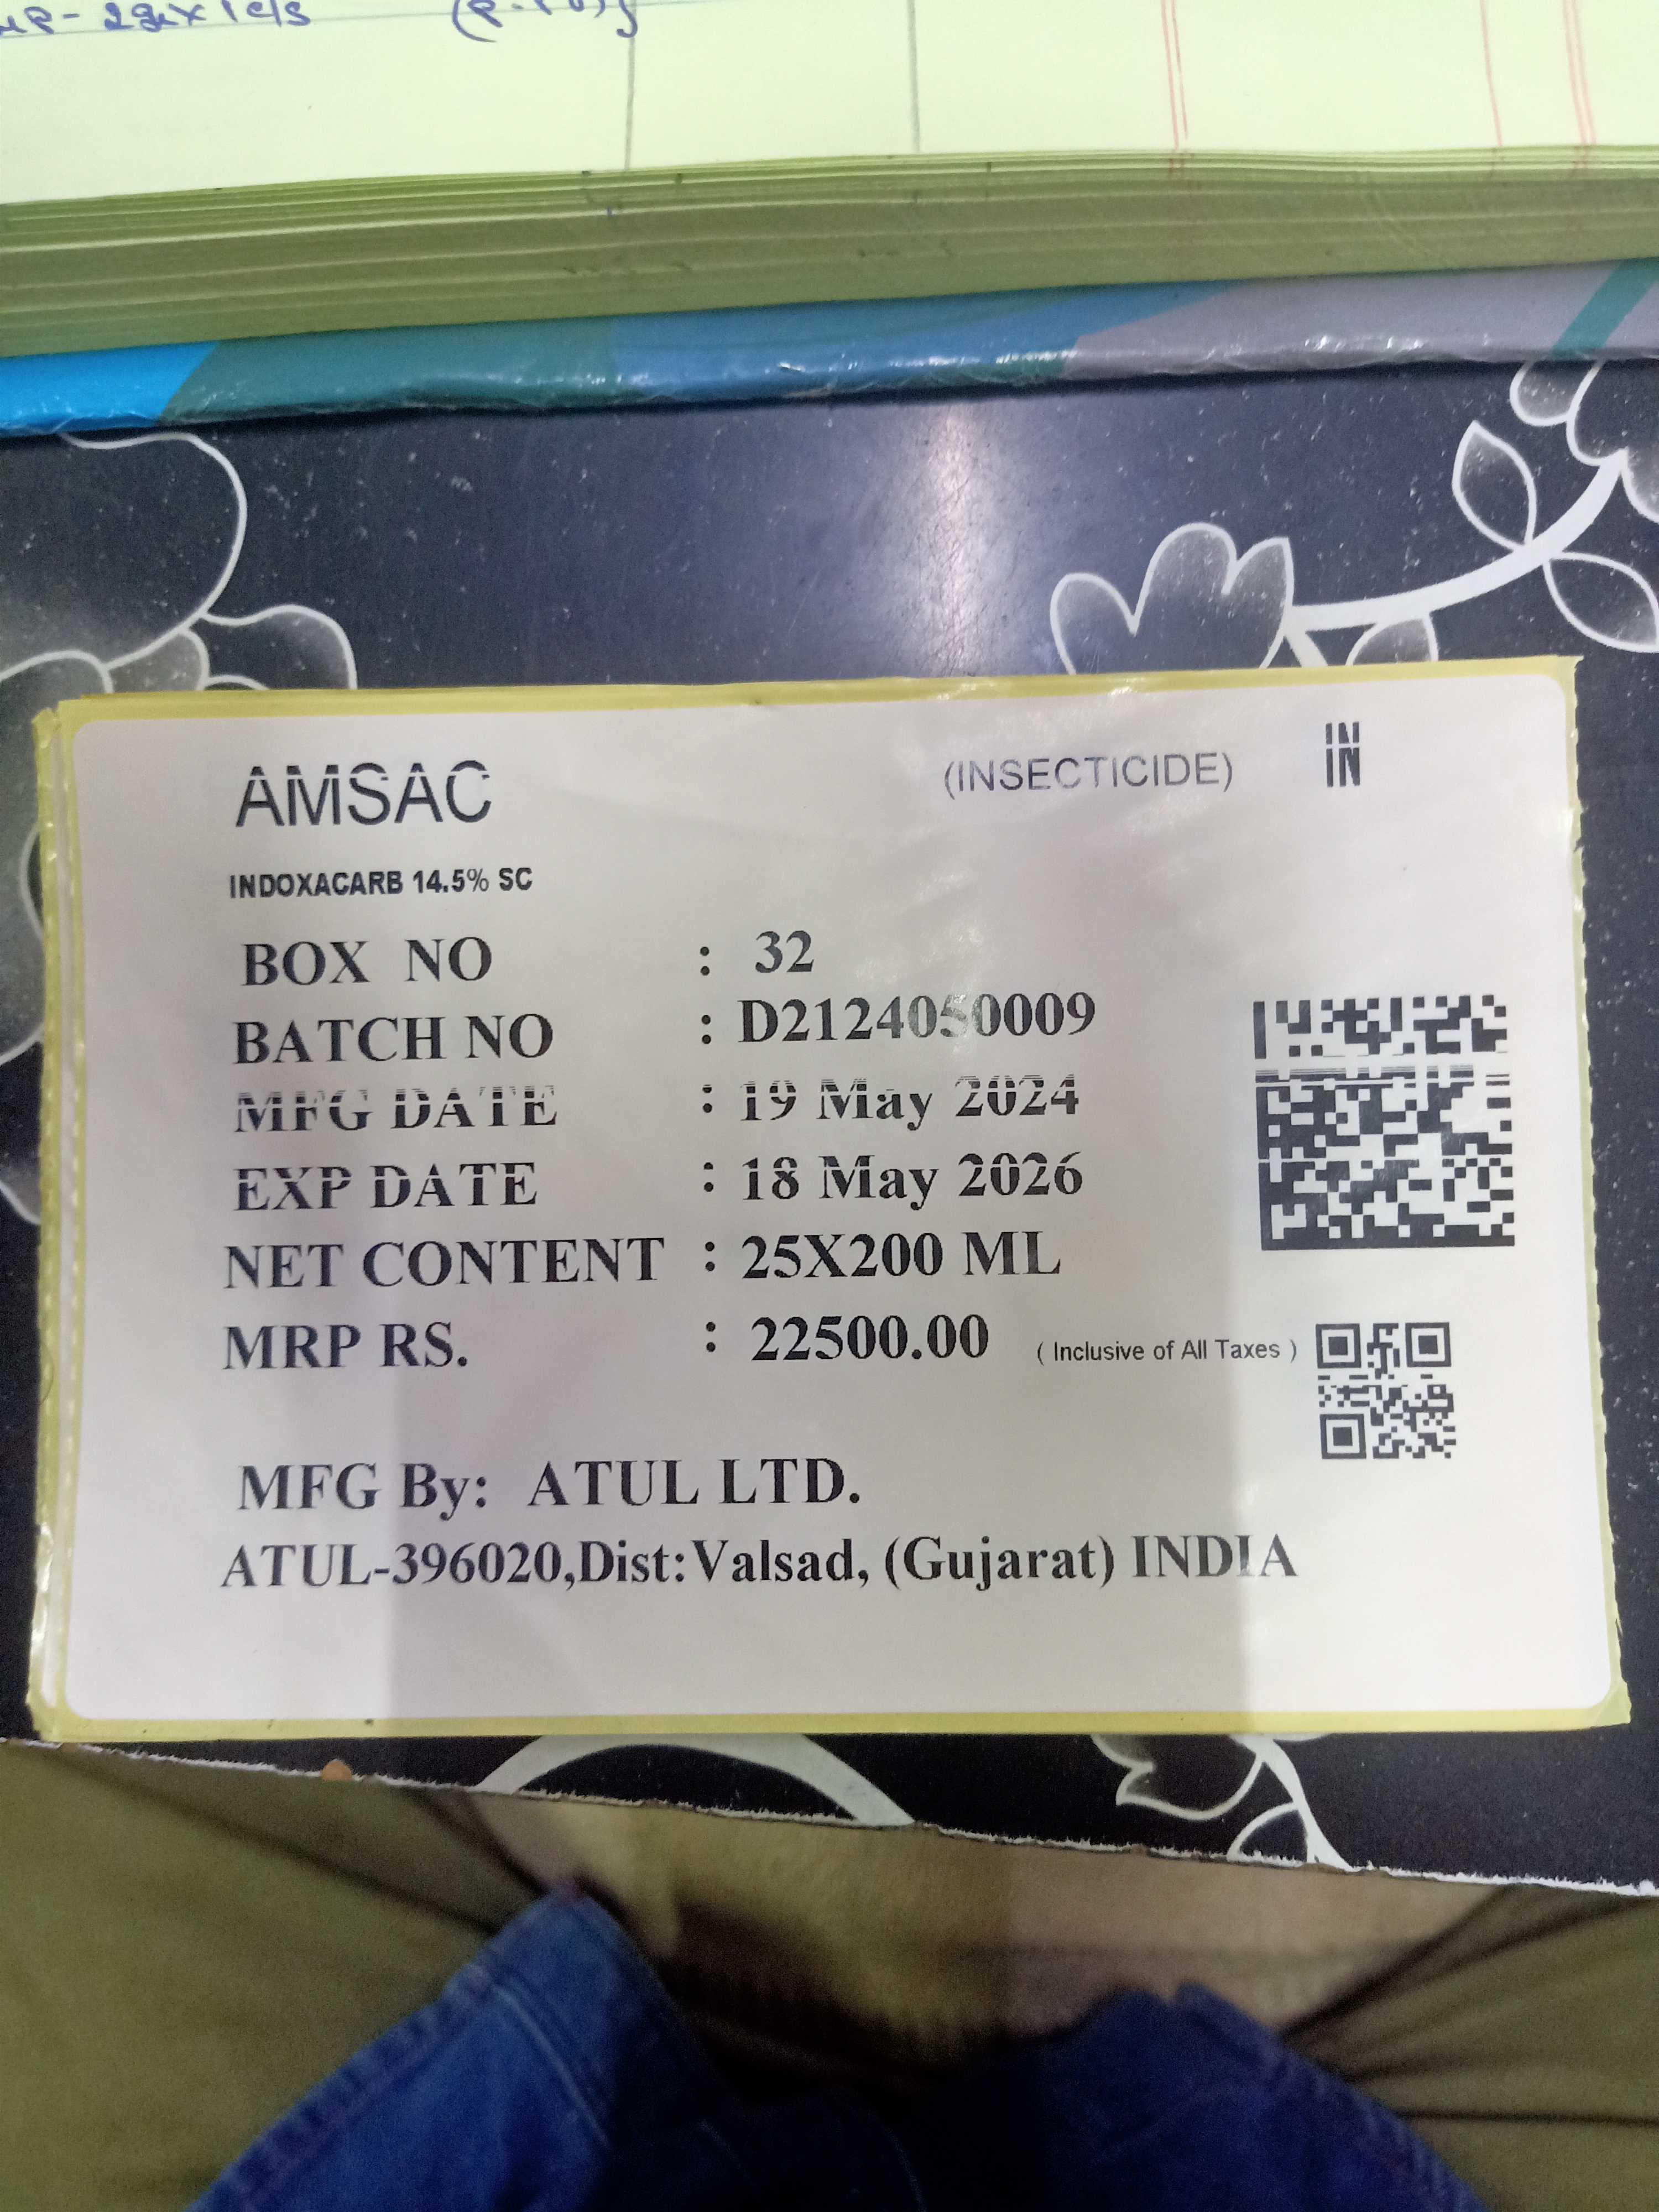 AMSAC (INSECTICIDE) IN
INDOXACARB 14.5% SC
BOX NO : 32
BATCH NO : D2124050009
MFG DATE : 19 May 2024
EXP DATE : 18 May 2026
NET CONTENT : 25X200 ML
MRP RS. : 22500.00 ( Inclusive of All Taxes )
MFG By: ATUL LTD.
ATUL-396020,Dist:Valsad, (Gujarat) INDIA